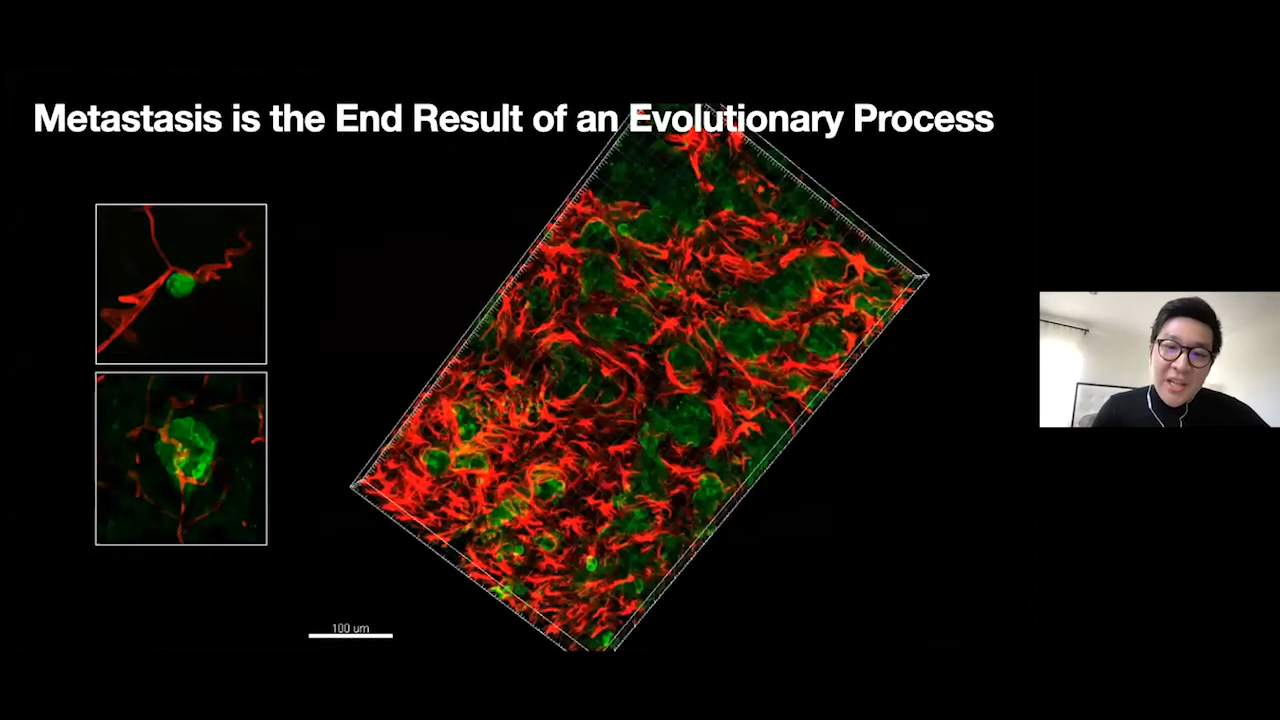 Metastasis is the End Result of an Evolutionary Process
100 um